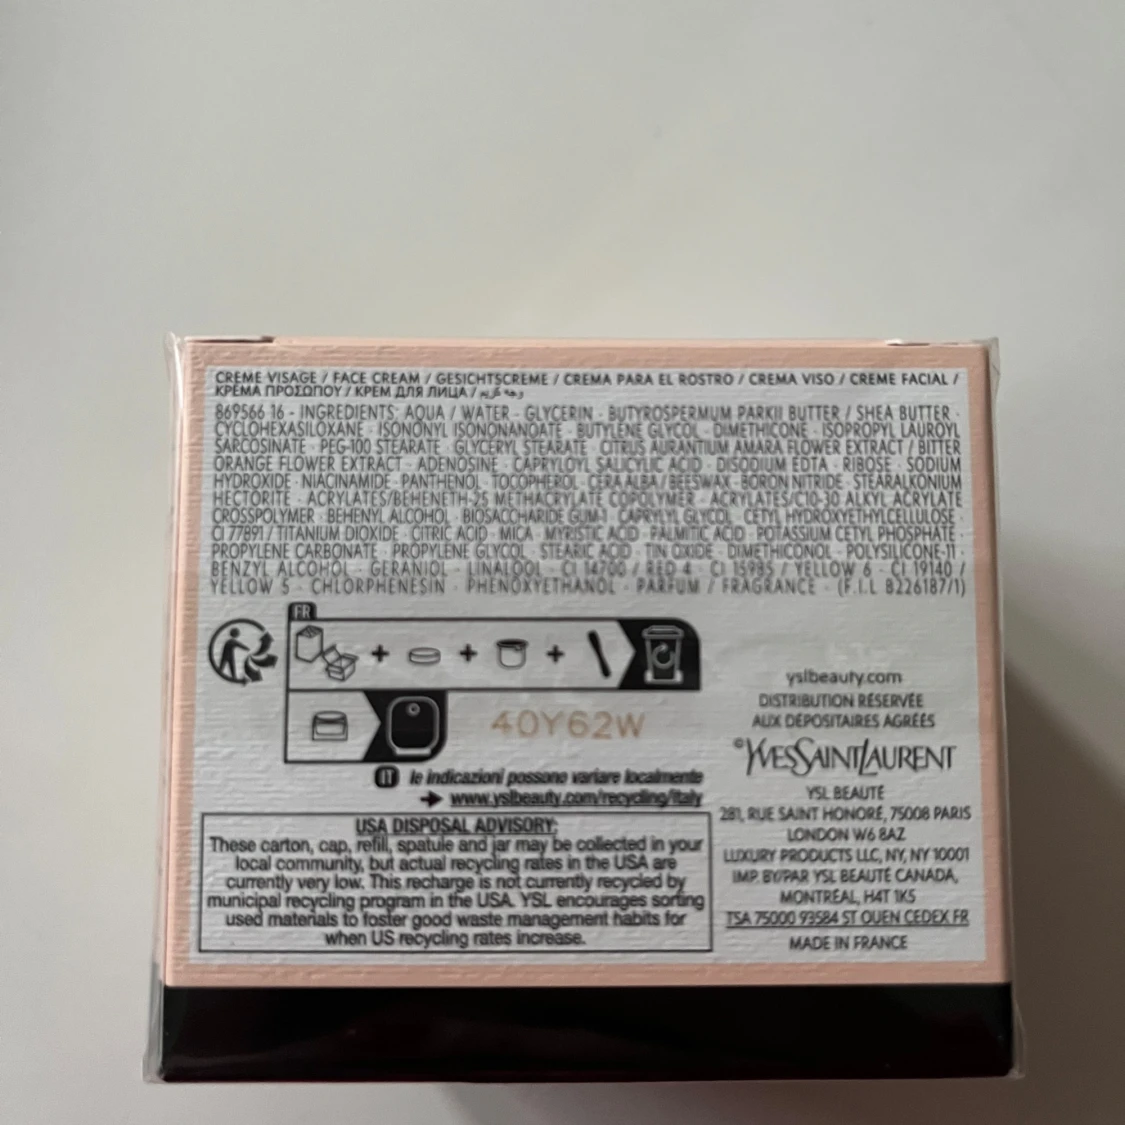 CREME VISAGE / FACE CREAM / GESICHTSCREME / CREMA PARA EL ROSTRO / CREMA VISO / CREME FACIAL /
ΚΡΕΜΑ ΠΡΟΣΩΠΟΥ / КРЕМ ДЛЯ ЛИЦА /
869566 16 - INGREDIENTS: AQUA / WATER · GLYCERIN · BUTYROSPERMUM PARKII BUTTER / SHEA BUTTER ·
CYCLOHEXASILOXANE · ISONONYL ISONONANOATE · BUTYLENE GLYCOL · DIMETHICONE · ISOPROPYL LAUROYL
SARCOSINATE · PEG-100 STEARATE · GLYCERYL STEARATE · CITRUS AURANTIUM AMARA FLOWER EXTRACT / BITTER
ORANGE FLOWER EXTRACT · ADENOSINE · CAPRYLOYL SALICYLIC ACID · DISODIUM EDTA · RIBOSE · SODIUM
HYDROXIDE · NIACINAMIDE · PANTHENOL · TOCOPHEROL · CERA ALBA / BEESWAX · BORON NITRIDE · STEARALKONIUM
HECTORITE · ACRYLATES/BEHENETH-25 METHACRYLATE COPOLYMER · ACRYLATES/C10-30 ALKYL ACRYLATE
CROSSPOLYMER · BEHENYL ALCOHOL · BIOSACCHARIDE GUM-1 · CAPRYLYL GLYCOL · CETYL HYDROXYETHYLCELLULOSE ·
CI 77891 / TITANIUM DIOXIDE · CITRIC ACID · MICA · MYRISTIC ACID · PALMITIC ACID · POTASSIUM CETYL PHOSPHATE ·
PROPYLENE CARBONATE · PROPYLENE GLYCOL · STEARIC ACID · TIN OXIDE · DIMETHICONOL · POLYSILICONE-11
BENZYL ALCOHOL · GERANIOL · LINALOOL · CI 14700 / RED 4 · CI 15985 / YELLOW 6 · CI 19140 /
YELLOW 5 · CHLORPHENESIN · PHENOXYETHANOL · PARFUM / FRAGRANCE · (F.I.L. B226187/1)
FR
+ + +
40Y62W
IT le indicazioni possono variare localmente
www.yslbeauty.com/recycling/italy
USA DISPOSAL ADVISORY:
These carton, cap, refill, spatule and jar may be collected in your
local community, but actual recycling rates in the USA are
currently very low. This recharge is not currently recycled by
municipal recycling program in the USA. YSL encourages sorting
used materials to foster good waste management habits for
when US recycling rates increase.
yslbeauty.com
DISTRIBUTION RÉSERVÉE
AUX DÉPOSITAIRES AGRÉÉS
©YVESSAINTLAURENT
YSL BEAUTÉ
281, RUE SAINT HONORÉ, 75008 PARIS
LONDON W6 8AZ
LUXURY PRODUCTS LLC, NY, NY 10001
IMP. BY/PAR YSL BEAUTÉ CANADA,
MONTRÉAL, H4T 1K5
TSA 75000 93584 ST OUEN CEDEX FR
MADE IN FRANCE